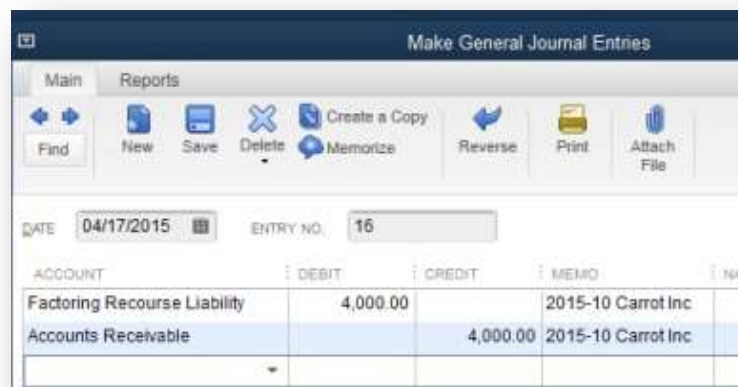 Make General Journal Entries
Main Reports
Find New Save Delete Create a Copy Memorize Reverse Print Attach File
DATE 04/17/2015 ENTRY NO. 16
ACCOUNT DEBIT CREDIT MEMO NA
Factoring Recourse Liability 4,000.00 2015-10 Carrot Inc
Accounts Receivable 4,000.00 2015-10 Carrot Inc